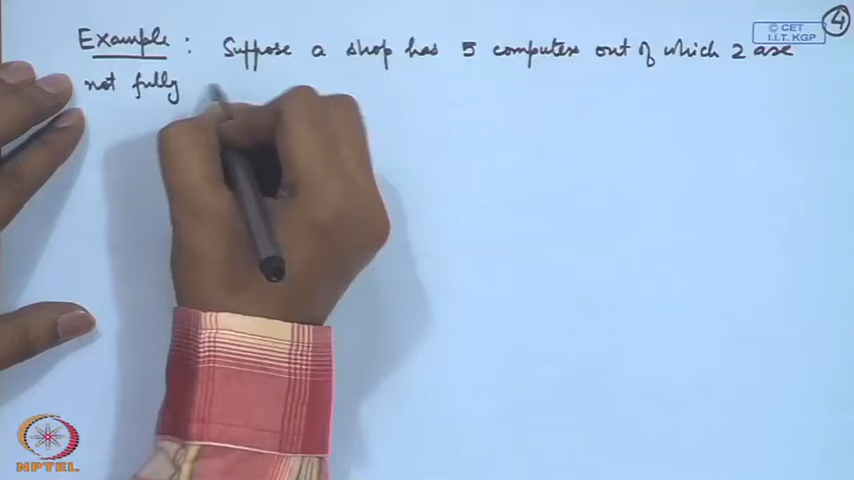 Example : Suppose a shop has 5 computers out of which 2 are
not fully
© CET
I.I.T. KGP
4
NPTEL